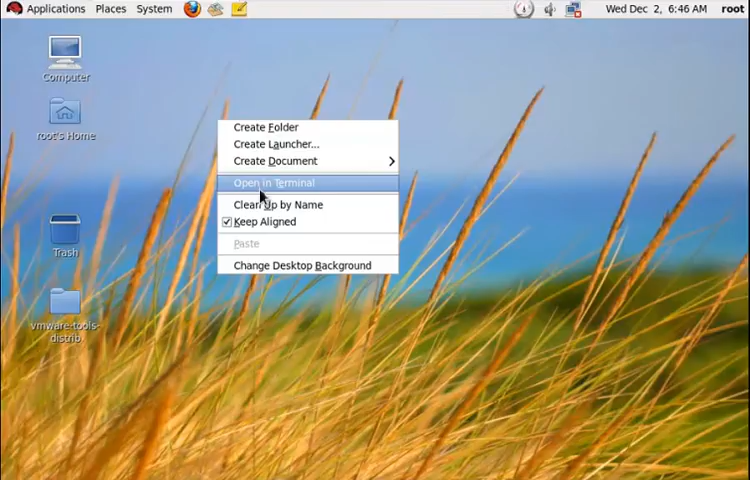 Applications Places System Wed Dec 2, 6:46 AM root
Computer
root's Home
Trash
vmware-tools-
distrib
Create Folder
Create Launcher...
Create Document
Open in Terminal
Clean Up by Name
Keep Aligned
Paste
Change Desktop Background